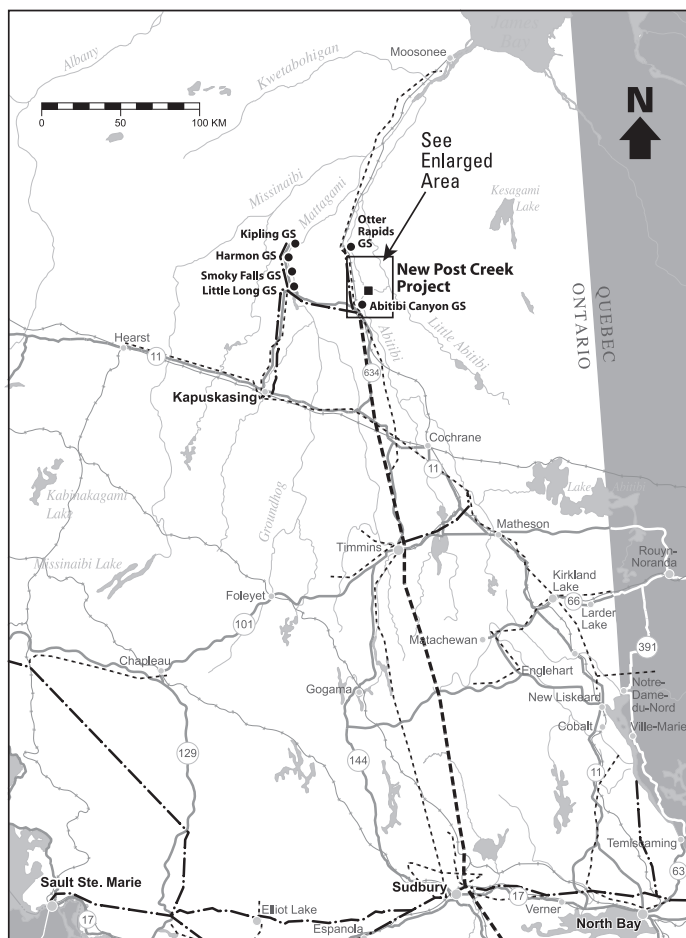 James
Bay
Moosonee
Albany
Kwetabohigan
N
0 50 100 KM
See
Enlarged
Area
Missinaibi
Mattagami
Kesagami
Lake
Otter
Rapids
GS
Kipling GS
Harmon GS
Smoky Falls GS
Little Long GS
New Post Creek
Project
Abitibi Canyon GS
QUEBEC
ONTARIO
Abitibi
Little Abitibi
Hearst
11
634
Kapuskasing
Cochrane
11
Kabinakagami
Lake
Groundhog
Lake Abitibi
Missinaibi Lake
Timmins
Matheson
Rouyn-
Noranda
Kirkland
Lake
66
Larder
Lake
Foleyet
101
Matachewan
391
Chapleau
Englehart
Gogama
New Liskeard
Notre-
Dame-
du-Nord
Cobalt
Ville-Marie
129
144
11
Temiscaming
63
Sault Ste. Marie
Sudbury
17
Elliot Lake
17
Verner
North Bay
Espanola